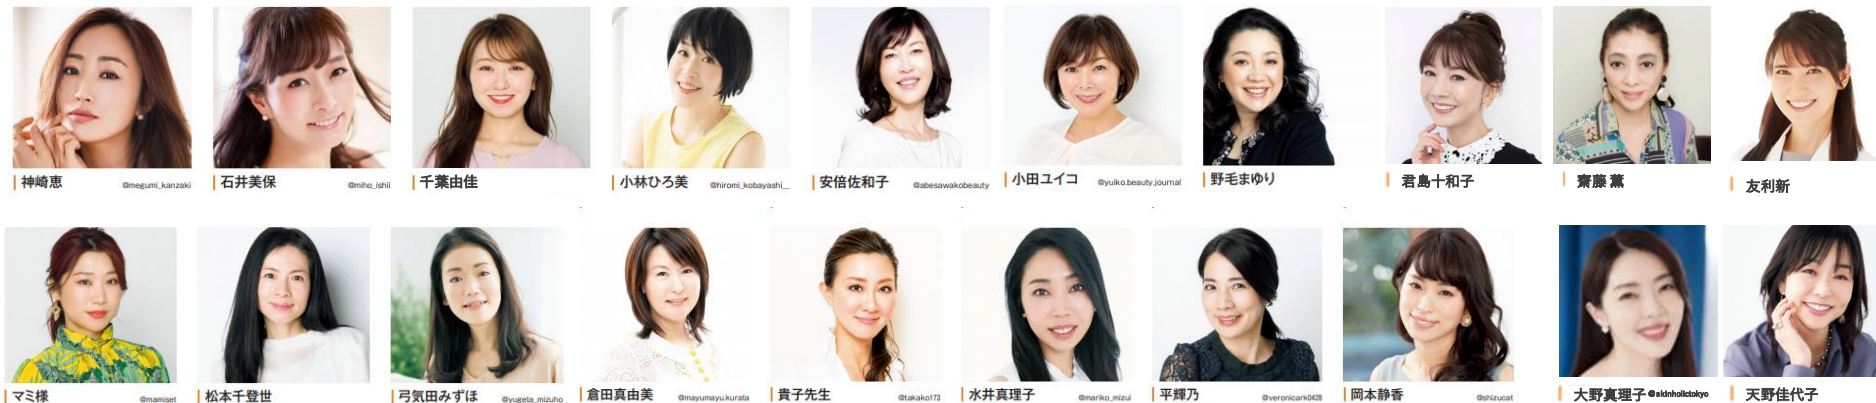 神崎恵 @megumi_kanzaki
石井美保 @miho_ishii
千葉由佳
小林ひろ美 @hiromi_kobayashi__
安倍佐和子 @abesawakobeauty
小田ユイコ @yuiko.beauty.journal
野毛まゆり
君島十和子
齋藤 薫
友利新
マミ様 @mamiset
松本千登世
弓気田みずほ @yugeta_mizuho
倉田真由美 @mayumayu.kurata
貴子先生 @takako173
水井真理子 @mariko_mizui
平輝乃 @veronicark0428
岡本静香 @shizucat
大野真理子 @skinholictokyo
天野佳代子